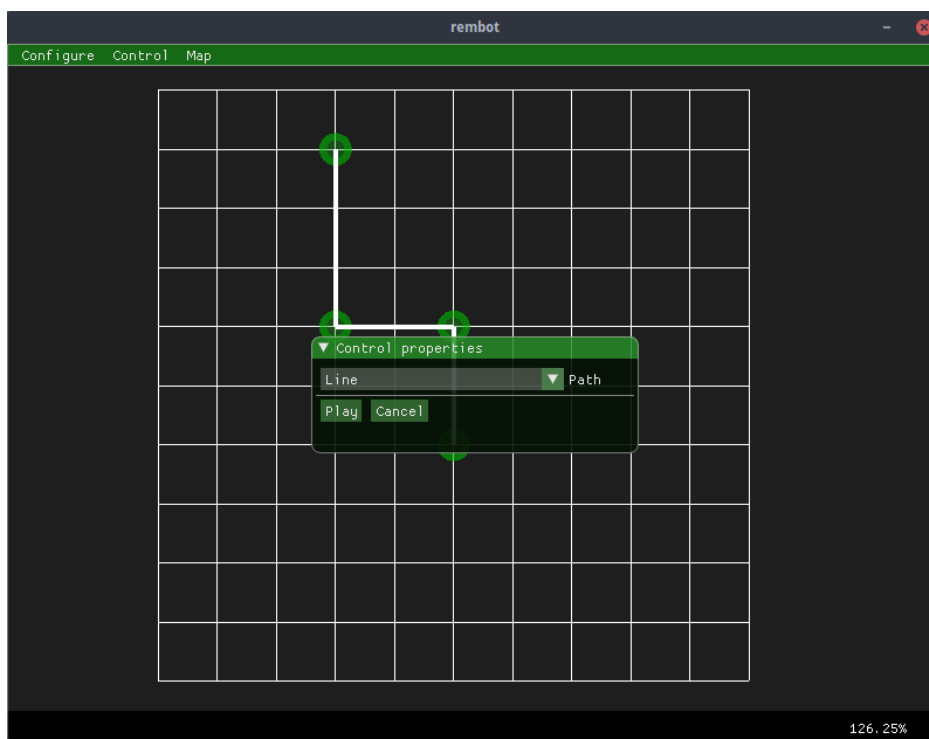 rembot
Configure Control Map
Control properties
Line Path
Play Cancel
126.25%